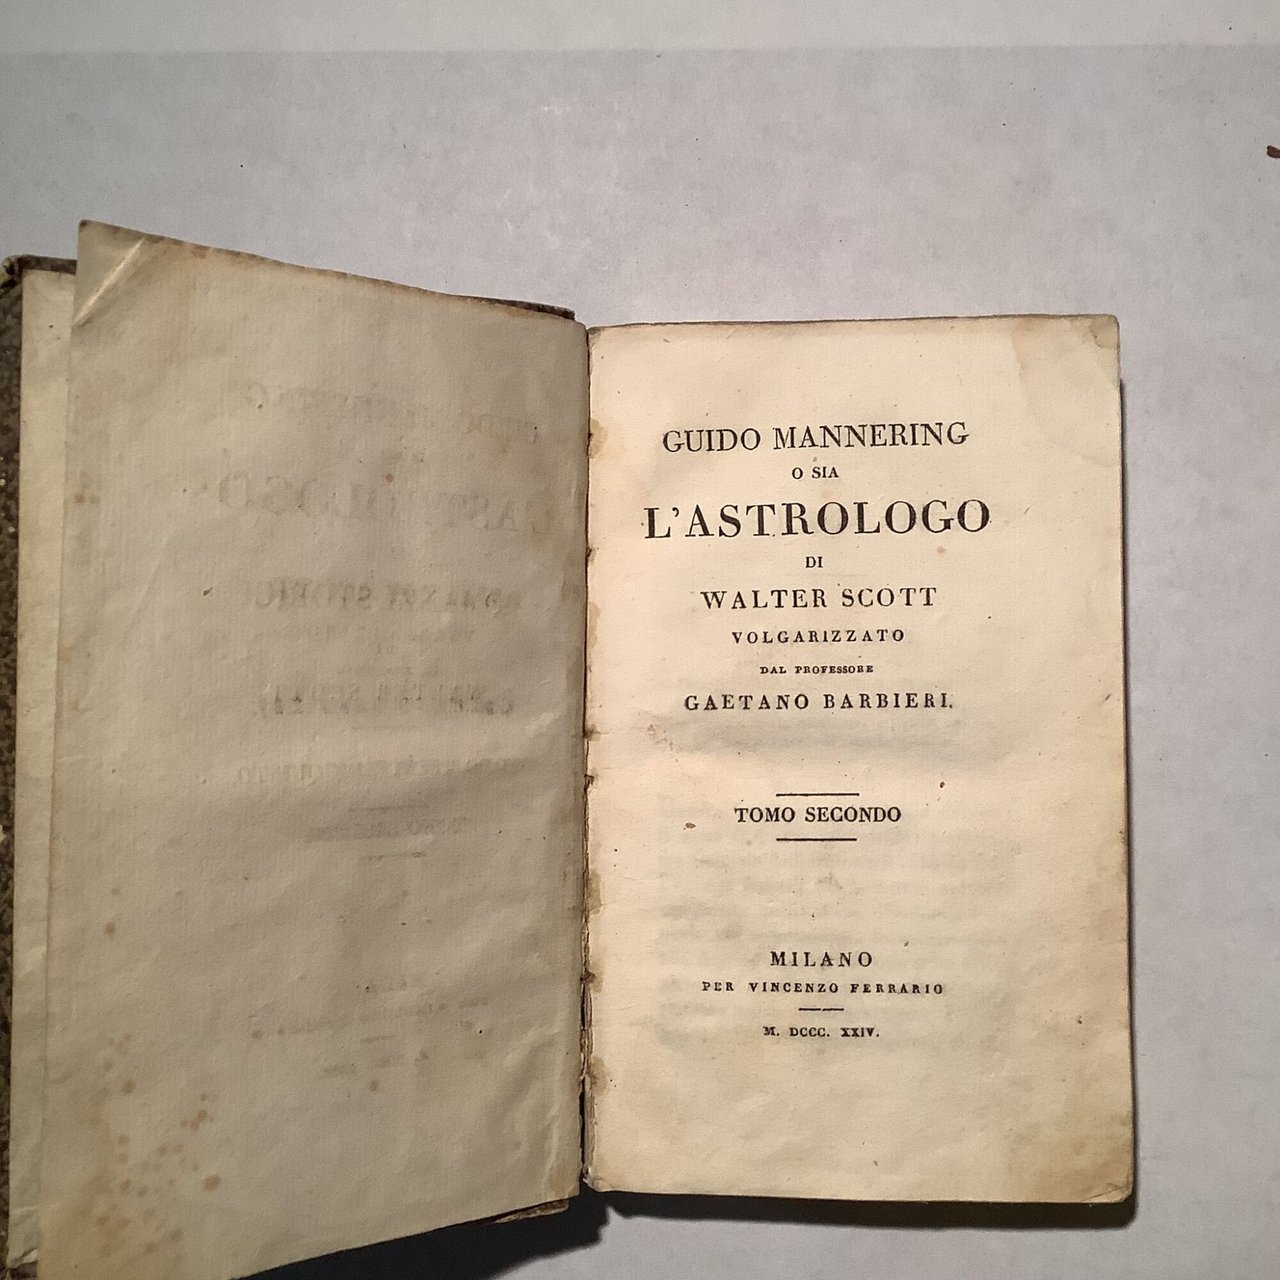 GUIDO MANNERING
O SIA
L'ASTROLOGO
DI
WALTER SCOTT
VOLGARIZZATO
DAL PROFESSORE
GAETANO BARBIERI.
TOMO SECONDO
MILANO
PER VINCENZO FERRARIO
M. DCCC. XXIV.